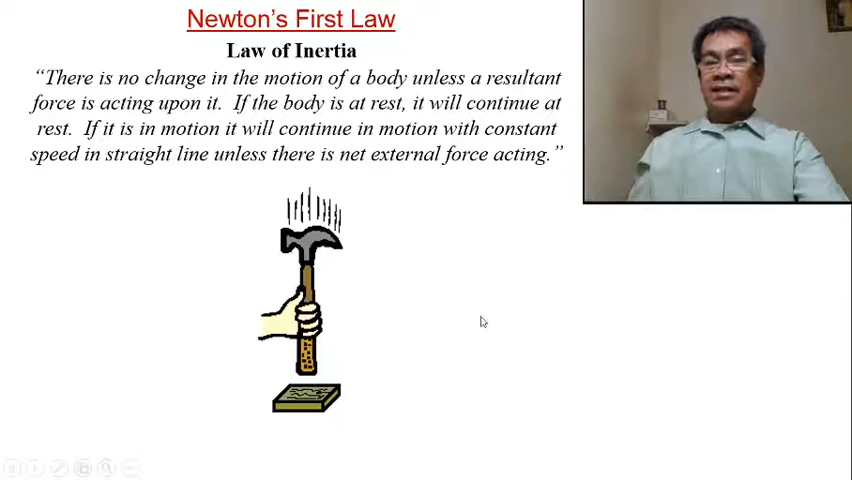 Newton's First Law
Law of Inertia
“There is no change in the motion of a body unless a resultant
force is acting upon it.  If the body is at rest, it will continue at
rest.  If it is in motion it will continue in motion with constant
speed in straight line unless there is net external force acting.”